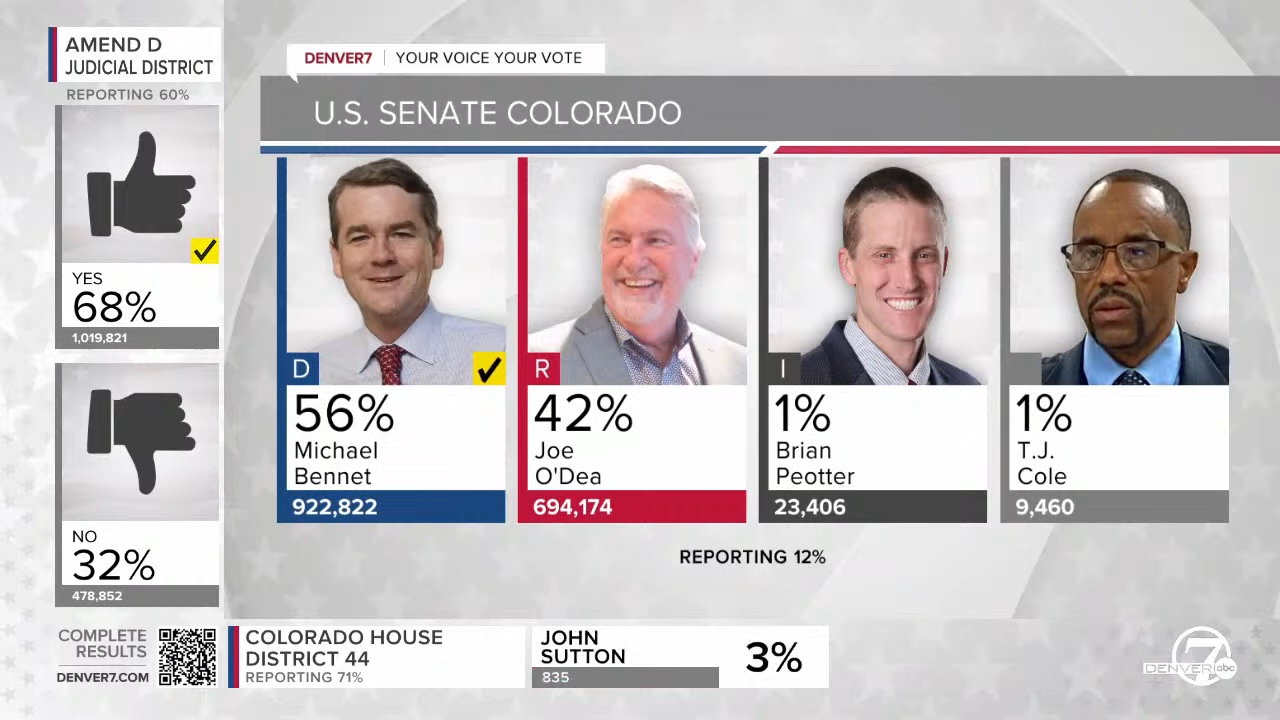 AMEND D
JUDICIAL DISTRICT
REPORTING 60%
YES
68%
1,019,821
NO
32%
478,852
DENVER7 | YOUR VOICE YOUR VOTE
U.S. SENATE COLORADO
D
56%
Michael
Bennet
922,822
R
42%
Joe
O'Dea
694,174
I
1%
Brian
Peotter
23,406
1%
T.J.
Cole
9,460
REPORTING 12%
COMPLETE
RESULTS
DENVER7.COM
COLORADO HOUSE
DISTRICT 44
REPORTING 71%
JOHN
SUTTON
835
3%
7
DENVER abc